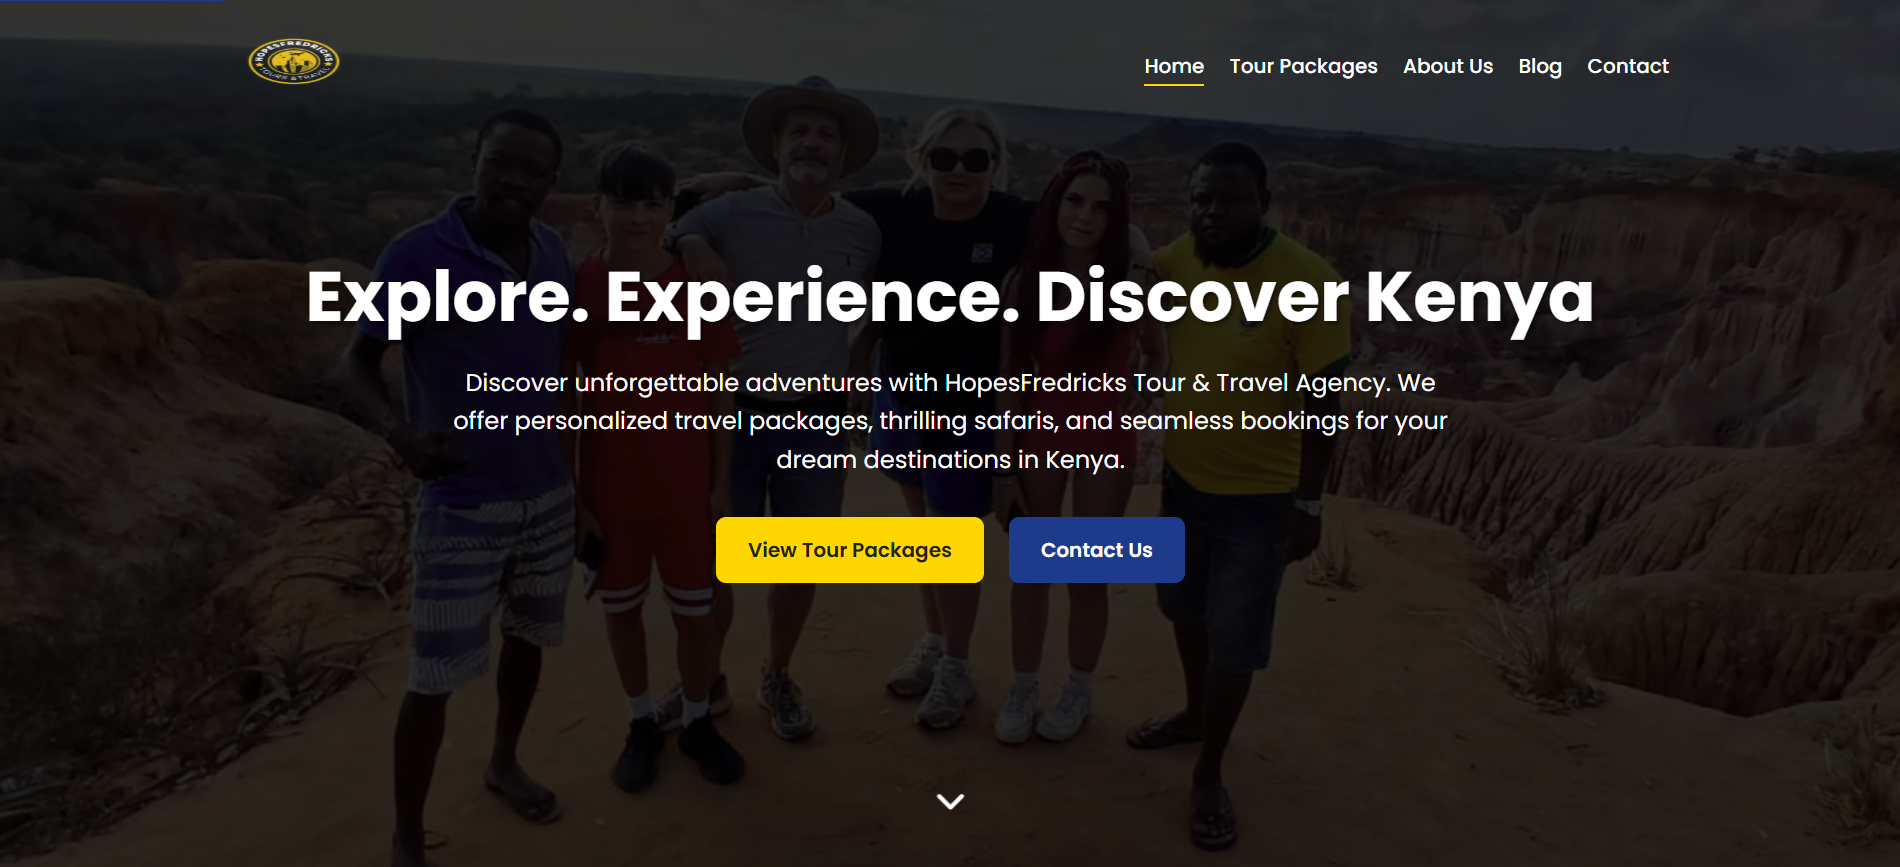 HOPESFREDRICKS
TOURS & TRAVEL
Home Tour Packages About Us Blog Contact
Explore. Experience. Discover Kenya
Discover unforgettable adventures with HopesFredricks Tour & Travel Agency. We
offer personalized travel packages, thrilling safaris, and seamless bookings for your
dream destinations in Kenya.
View Tour Packages Contact Us